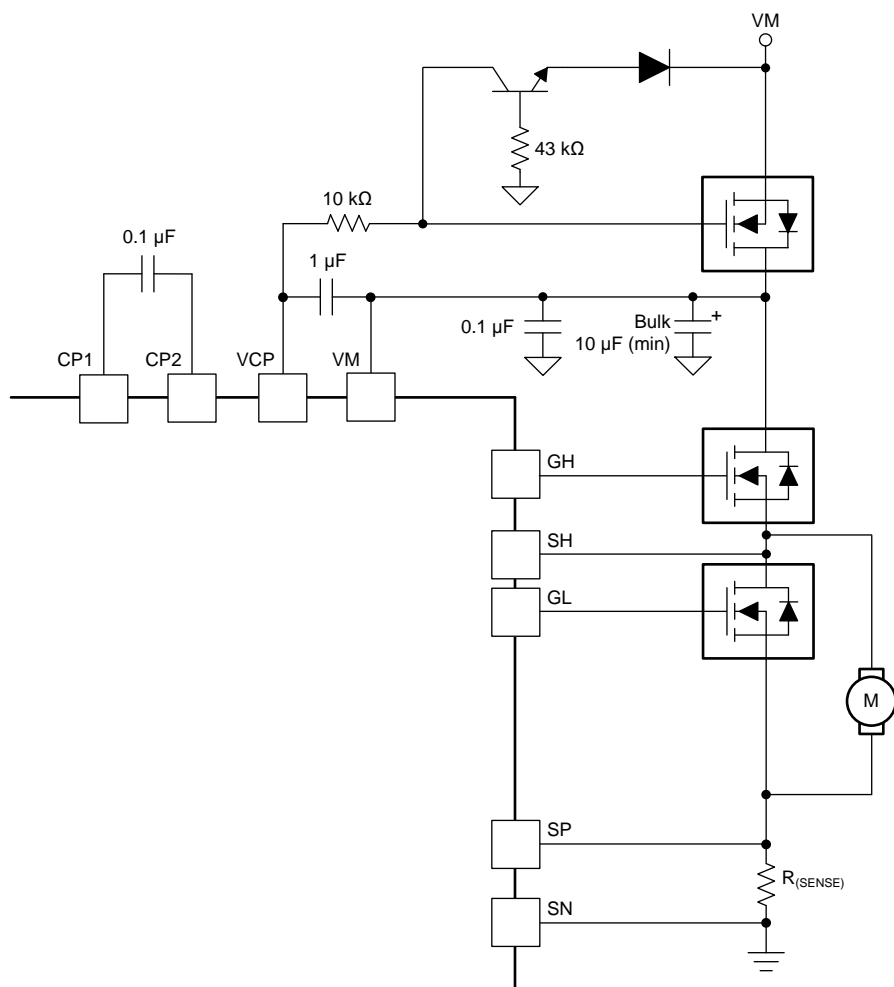 VM
43 kΩ
10 kΩ
0.1 µF
1 µF
0.1 µF
Bulk
10 µF (min)
+
CP1
CP2
VCP
VM
GH
SH
GL
M
SP
R(SENSE)
SN